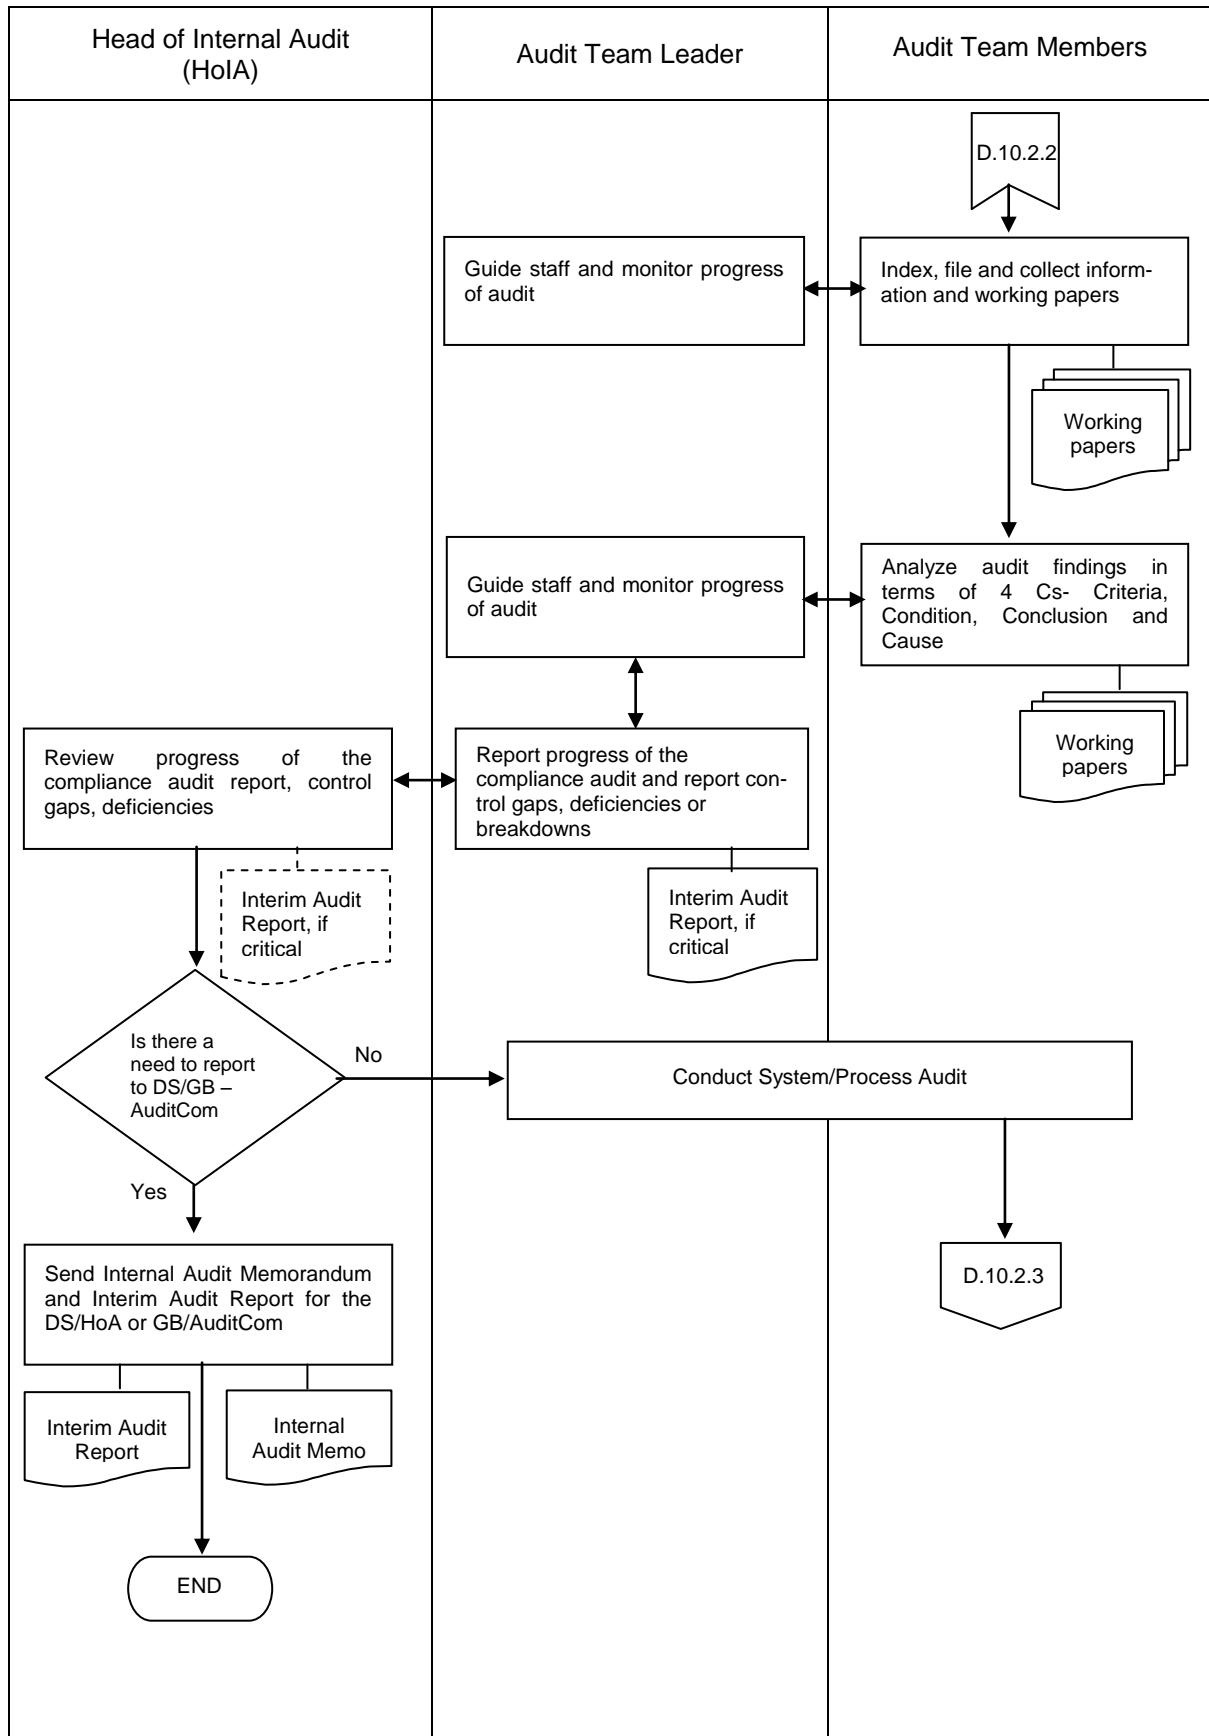 Head of Internal Audit
(HoIA)
Audit Team Leader
Audit Team Members
D.10.2.2
Guide staff and monitor progress
of audit
Index, file and collect inform-
ation and working papers
Working
papers
Guide staff and monitor progress
of audit
Analyze audit findings in
terms of 4 Cs- Criteria,
Condition, Conclusion and
Cause
Working
papers
Review progress of the
compliance audit report, control
gaps, deficiencies
Report progress of the
compliance audit and report con-
trol gaps, deficiencies or
breakdowns
Interim Audit
Report, if
critical
Interim Audit
Report, if
critical
Is there a
need to report
to DS/GB –
AuditCom
No
Conduct System/Process Audit
Yes
Send Internal Audit Memorandum
and Interim Audit Report for the
DS/HoA or GB/AuditCom
D.10.2.3
Interim Audit
Report
Internal
Audit Memo
END